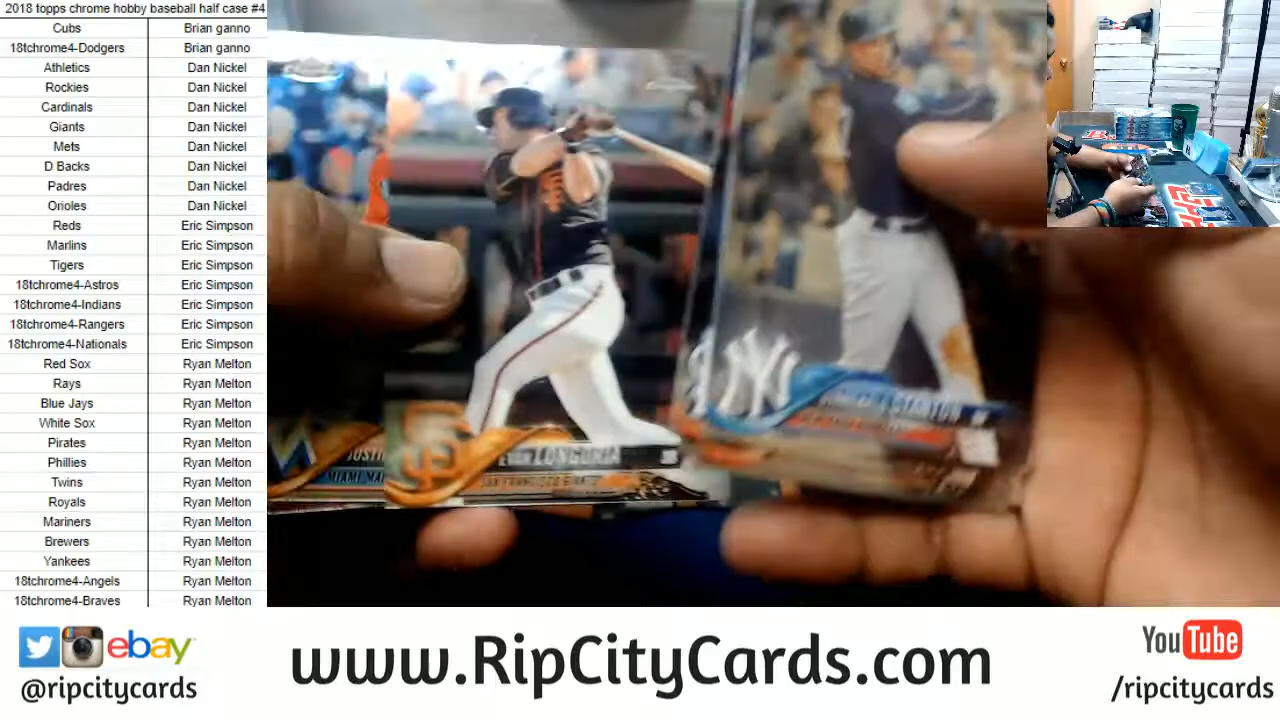 2018 topps chrome hobby baseball half case #4
Cubs Brian ganno
18tchrome4-Dodgers Brian ganno
Athletics Dan Nickel
Rockies Dan Nickel
Cardinals Dan Nickel
Giants Dan Nickel
Mets Dan Nickel
D Backs Dan Nickel
Padres Dan Nickel
Orioles Dan Nickel
Reds Eric Simpson
Marlins Eric Simpson
Tigers Eric Simpson
18tchrome4-Astros Eric Simpson
18tchrome4-Indians Eric Simpson
18tchrome4-Rangers Eric Simpson
18tchrome4-Nationals Eric Simpson
Red Sox Ryan Melton
Rays Ryan Melton
Blue Jays Ryan Melton
White Sox Ryan Melton
Pirates Ryan Melton
Phillies Ryan Melton
Twins Ryan Melton
Royals Ryan Melton
Mariners Ryan Melton
Brewers Ryan Melton
Yankees Ryan Melton
18tchrome4-Angels Ryan Melton
18tchrome4-Braves Ryan Melton
STANTON
LONGORIA
SAN FRANCISCO GIANTS
MIAMI
ebay
@ripcitycards
www.RipCityCards.com
YouTube
/ripcitycards